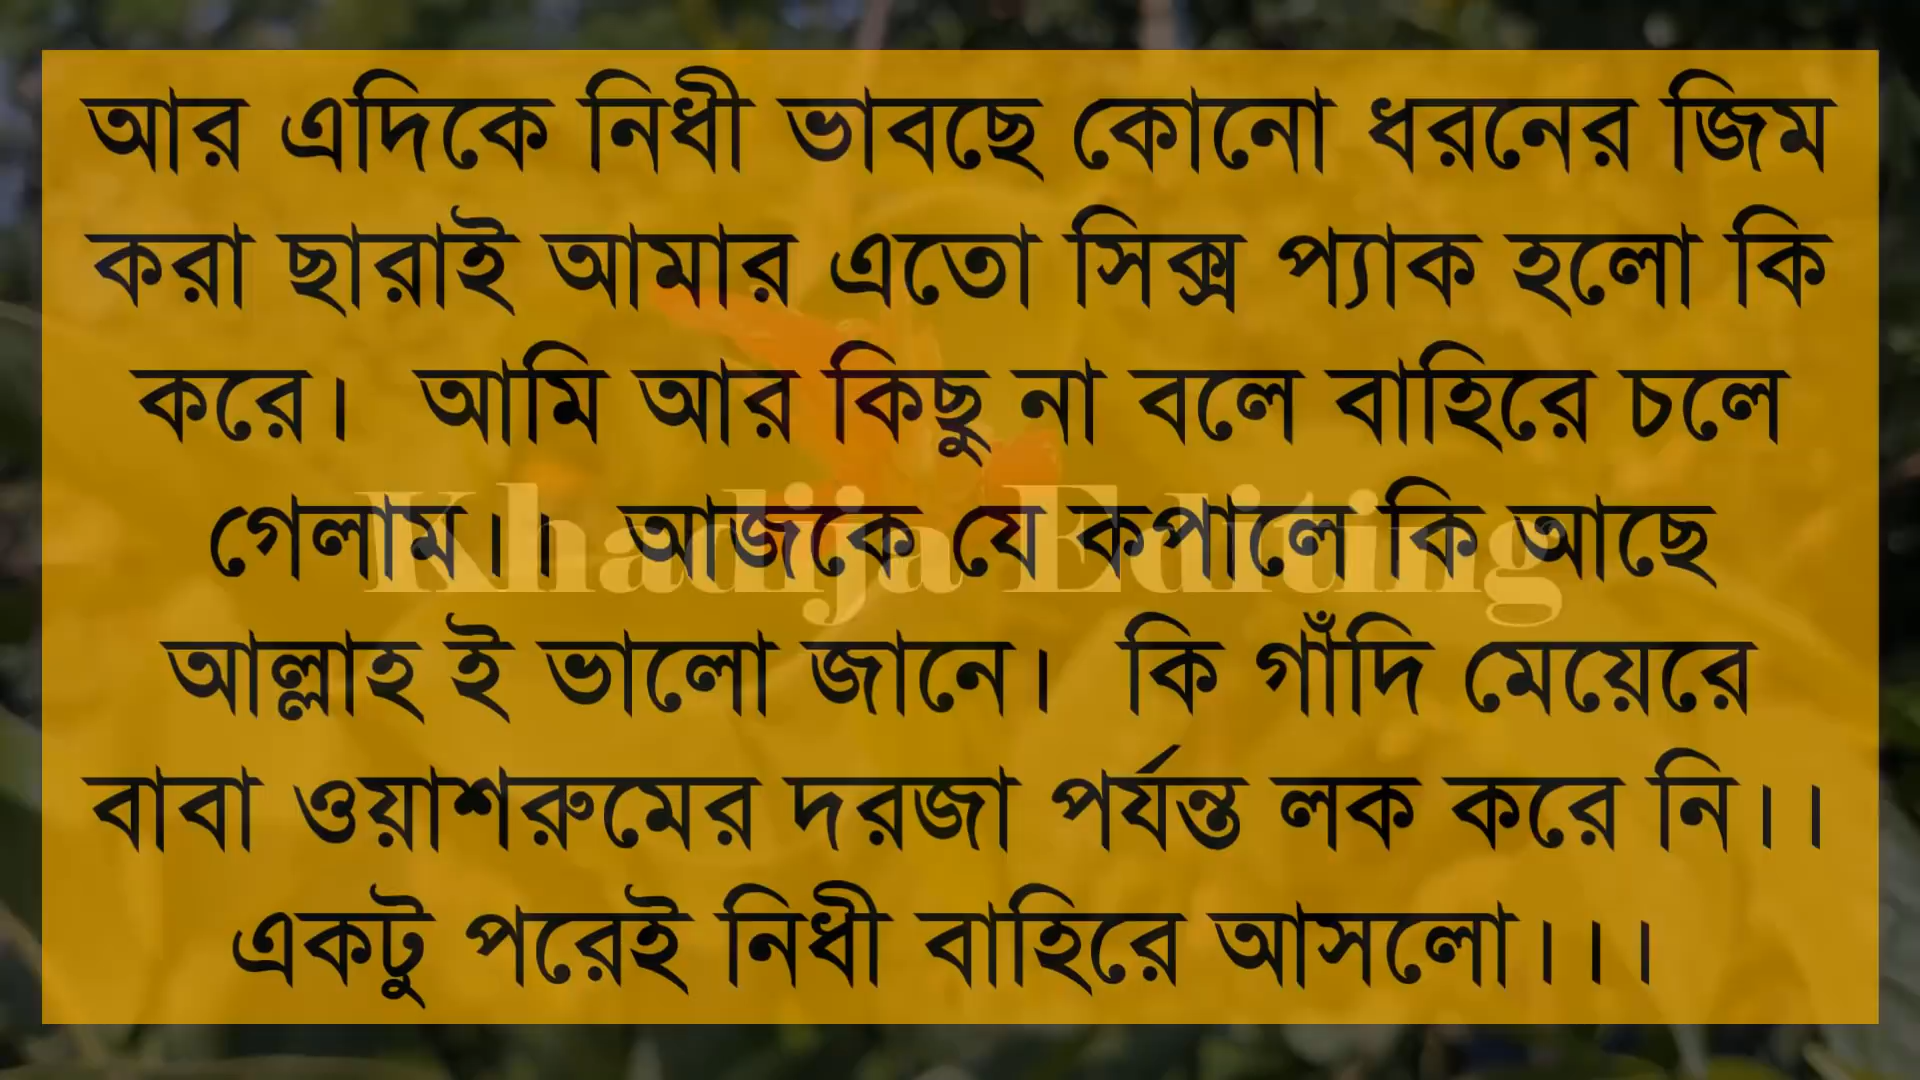 আর এদিকে নিধী ভাবছে কোনো ধরনের জিম
করা ছারাই আমার এতো সিক্স প্যাক হলো কি
করে। আমি আর কিছু না বলে বাহিরে চলে
গেলাম।। আজকে যে কপালে কি আছে
Khadija Editing
আল্লাহ ই ভালো জানে। কি গাঁদি মেয়েরে
বাবা ওয়াশরুমের দরজা পর্যন্ত লক করে নি।।
একটু পরেই নিধী বাহিরে আসলো।।।